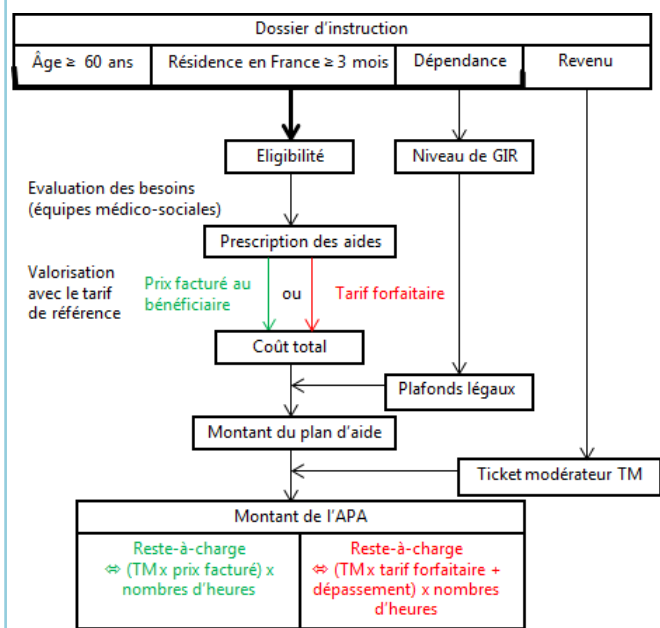 Dossier d'instruction
Âge ≥ 60 ans
Résidence en France ≥ 3 mois
Dépendance
Revenu
Eligibilité
Niveau de GIR
Evaluation des besoins
(équipes médico-sociales)
Prescription des aides
Valorisation
avec le tarif
de référence
Prix facturé au
bénéficiaire
ou
Tarif forfaitaire
Coût total
Plafonds légaux
Montant du plan d'aide
Ticket modérateur TM
Montant de l'APA
Reste-à-charge
⇔ (TM x prix facturé) x
nombres d'heures
Reste-à-charge
⇔ (TM x tarif forfaitaire +
dépassement) x nombres
d'heures